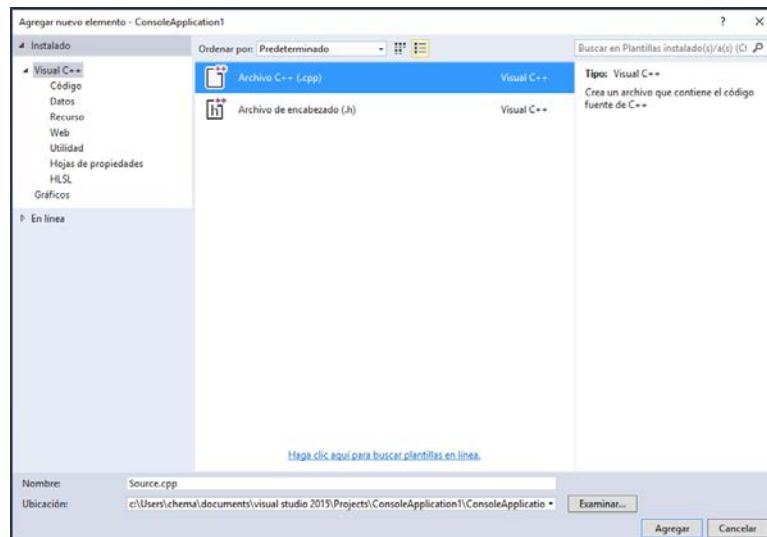 Agregar nuevo elemento - ConsoleApplication1
? ×
Instalado
Ordenar por: Predeterminado
Buscar en Plantillas instalado(s)/a(s) (Ct
Visual C++
Código
Datos
Recurso
Web
Utilidad
Hojas de propiedades
HLSL
Gráficos
En línea
Archivo C++ (.cpp) Visual C++
Archivo de encabezado (.h) Visual C++
Tipo: Visual C++
Crea un archivo que contiene el código
fuente de C++
Haga clic aquí para buscar plantillas en línea.
Nombre: Source.cpp
Ubicación: c:\Users\chema\documents\visual studio 2015\Projects\ConsoleApplication1\ConsoleApplicatio
Examinar...
Agregar Cancelar